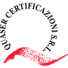 QUASER CERTIFICAZIONI S.R.L.